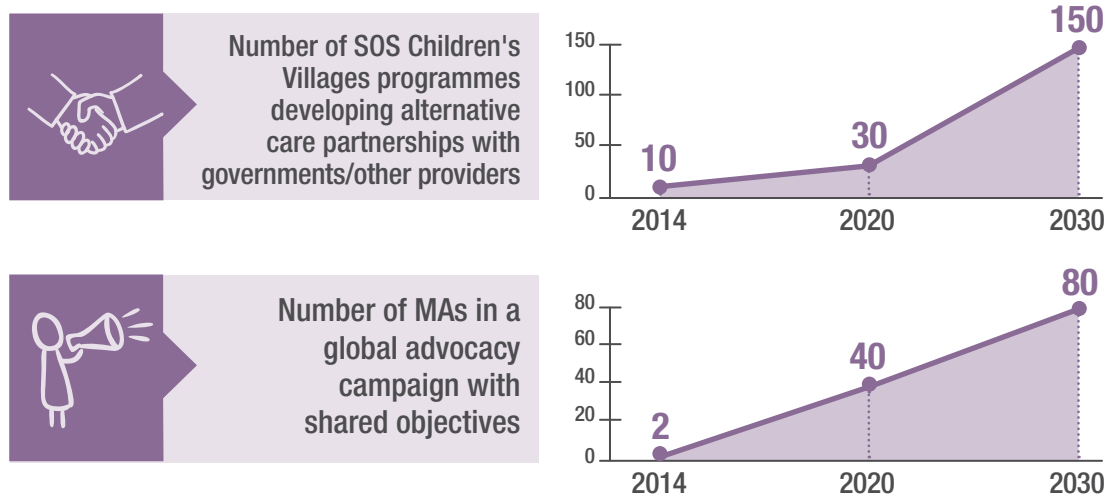 Number of SOS Children's
Villages programmes
developing alternative
care partnerships with
governments/other providers
150
100
50
0
10
30
150
2014
2020
2030
Number of MAs in a
global advocacy
campaign with
shared objectives
80
60
40
20
0
2
40
80
2014
2020
2030